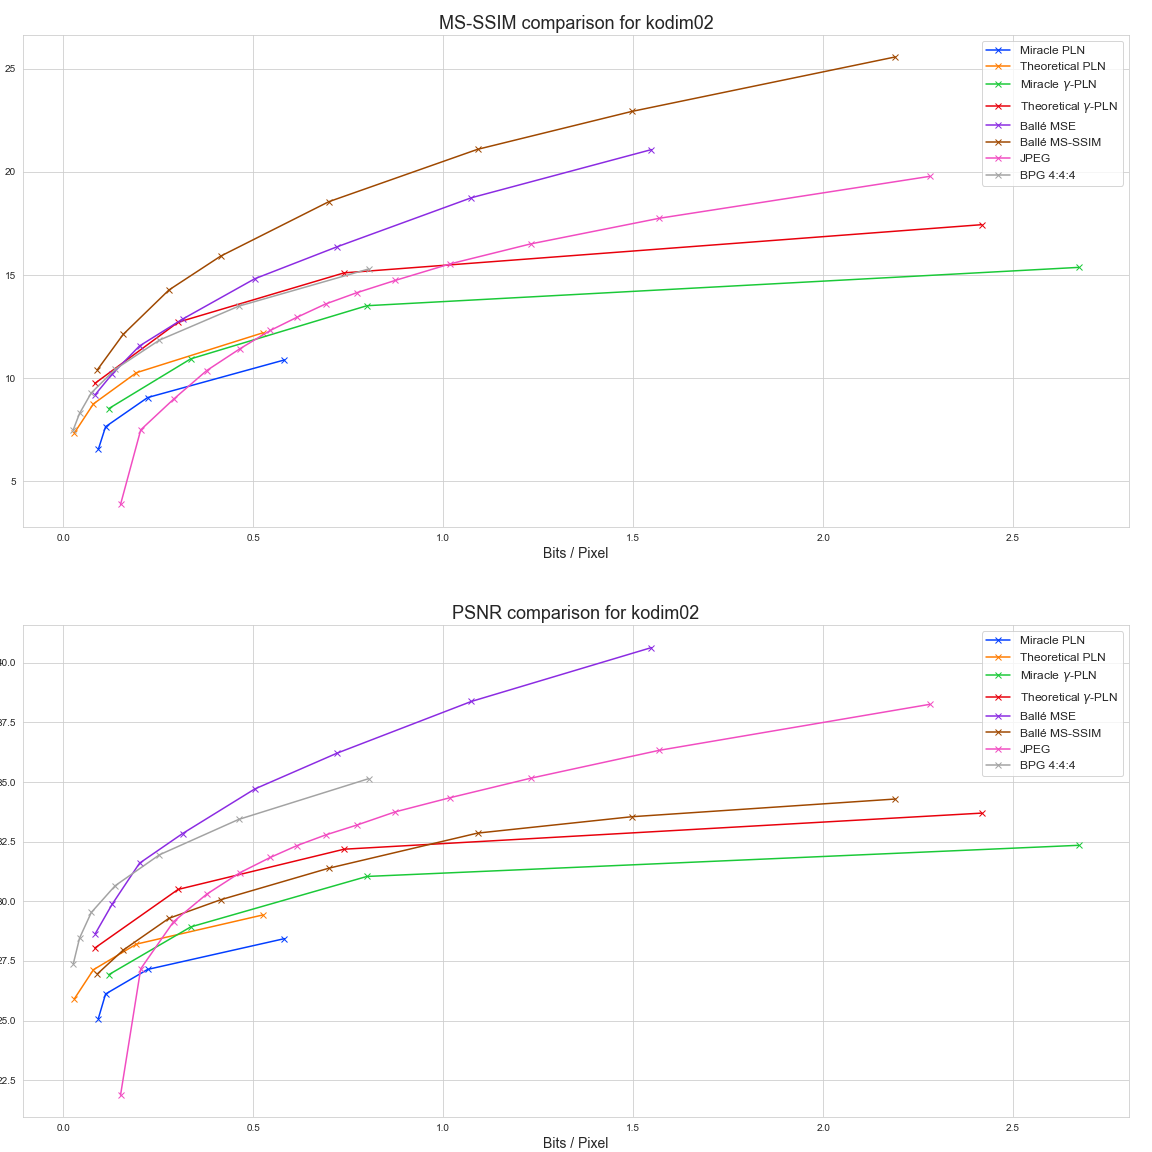 MS-SSIM comparison for kodim02
25
20
15
10
5
0.0 0.5 1.0 1.5 2.0 2.5
Bits / Pixel
Miracle PLN
Theoretical PLN
Miracle γ-PLN
Theoretical γ-PLN
Ballé MSE
Ballé MS-SSIM
JPEG
BPG 4:4:4
PSNR comparison for kodim02
40.0
37.5
35.0
32.5
30.0
27.5
25.0
22.5
0.0 0.5 1.0 1.5 2.0 2.5
Bits / Pixel
Miracle PLN
Theoretical PLN
Miracle γ-PLN
Theoretical γ-PLN
Ballé MSE
Ballé MS-SSIM
JPEG
BPG 4:4:4